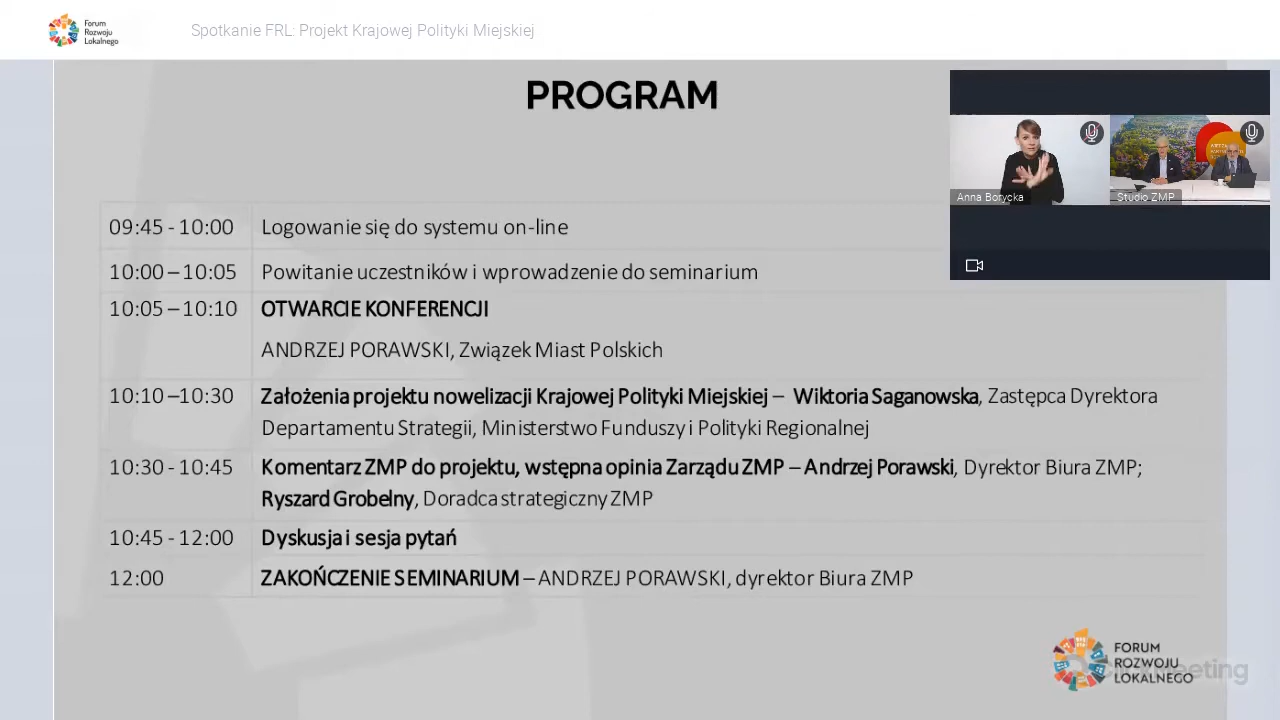 Forum
Rozwoju
Lokalnego
Spotkanie FRL: Projekt Krajowej Polityki Miejskiej
PROGRAM
Anna Borycka
Studio ZMP
09:45 - 10:00 Logowanie się do systemu on-line
10:00 – 10:05 Powitanie uczestników i wprowadzenie do seminarium
10:05 – 10:10 OTWARCIE KONFERENCJI
ANDRZEJ PORAWSKI, Związek Miast Polskich
10:10 –10:30 Założenia projektu nowelizacji Krajowej Polityki Miejskiej – Wiktoria Saganowska, Zastępca Dyrektora
Departamentu Strategii, Ministerstwo Funduszy i Polityki Regionalnej
10:30 - 10:45 Komentarz ZMP do projektu, wstępna opinia Zarządu ZMP – Andrzej Porawski, Dyrektor Biura ZMP;
Ryszard Grobelny, Doradca strategiczny ZMP
10:45 - 12:00 Dyskusja i sesja pytań
12:00 ZAKOŃCZENIE SEMINARIUM – ANDRZEJ PORAWSKI, dyrektor Biura ZMP
FORUM
ROZWOJU
LOKALNEGO